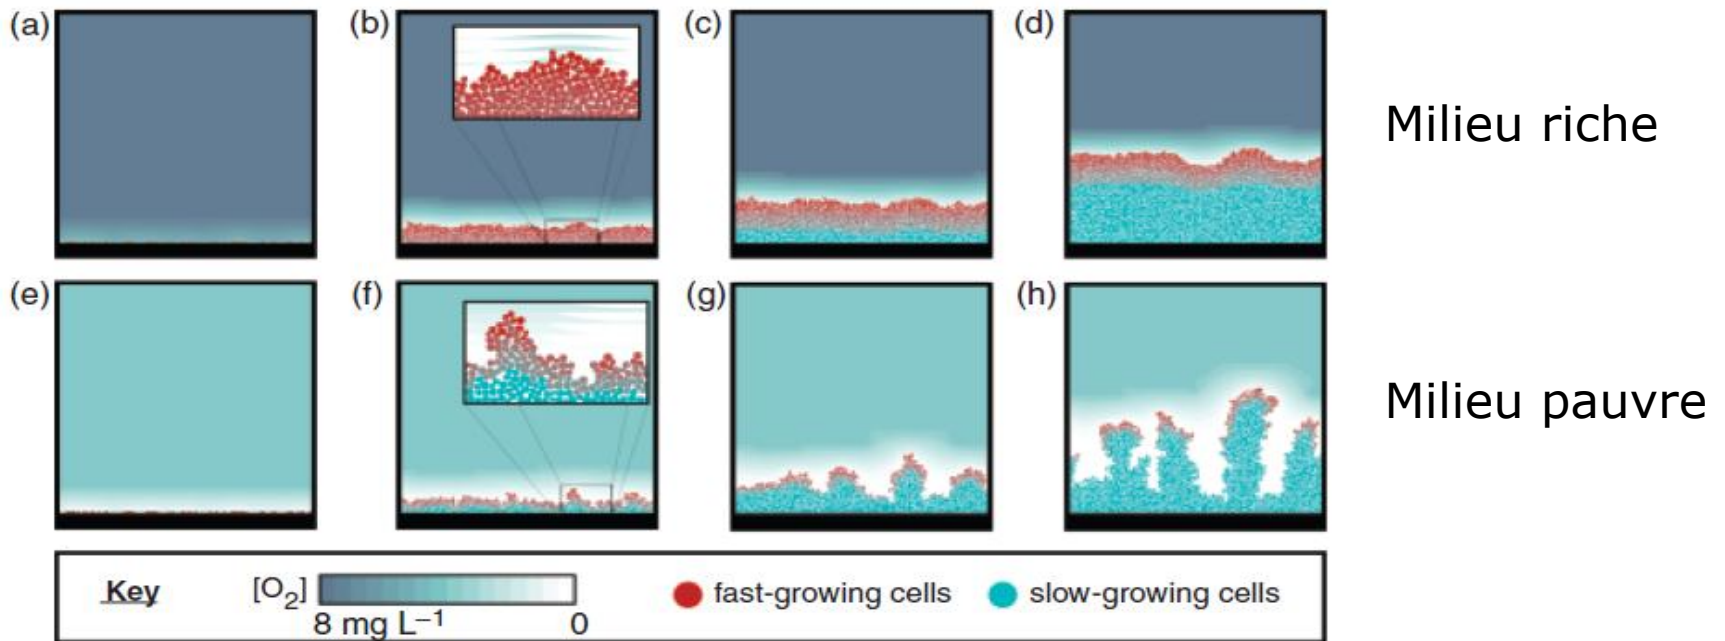 (a) (b) (c) (d)
Milieu riche
(e) (f) (g) (h)
Milieu pauvre
Key [O2] fast-growing cells slow-growing cells
8 mg L⁻¹ 0